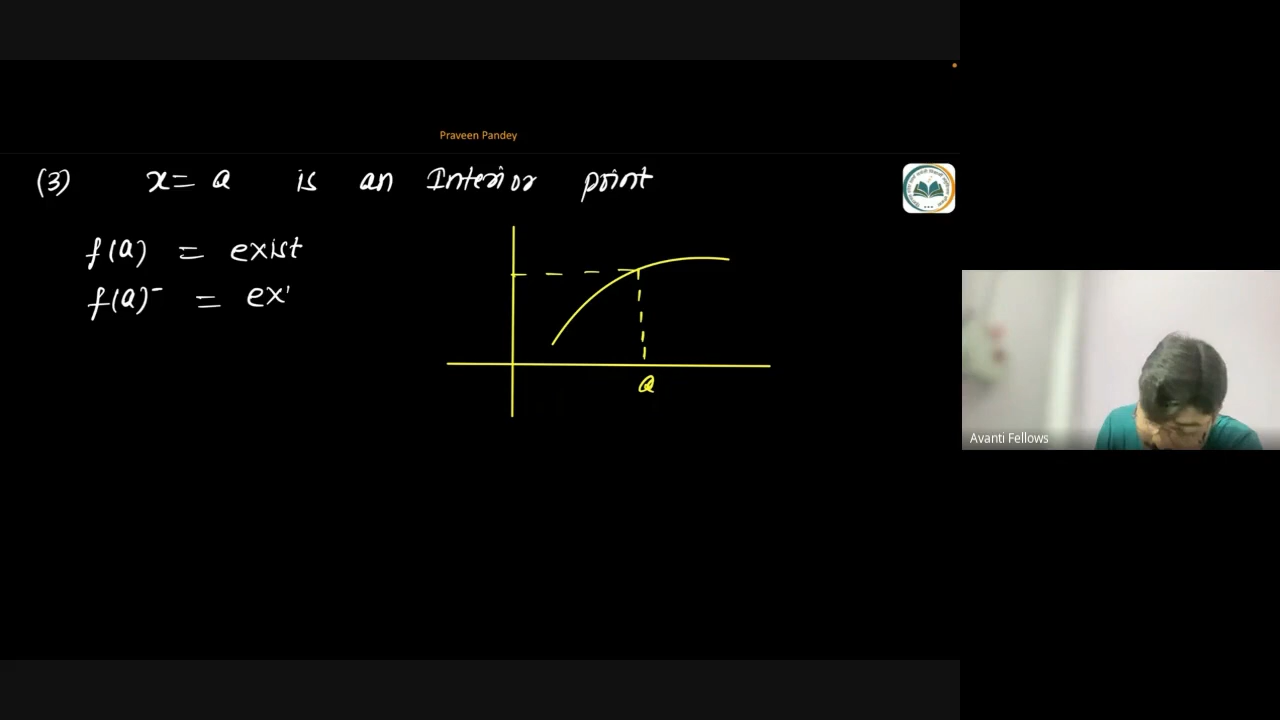 Praveen Pandey
(3) x = a is an Interior point
f(a) = exist
f(a)⁻ = ex
a
Avanti Fellows